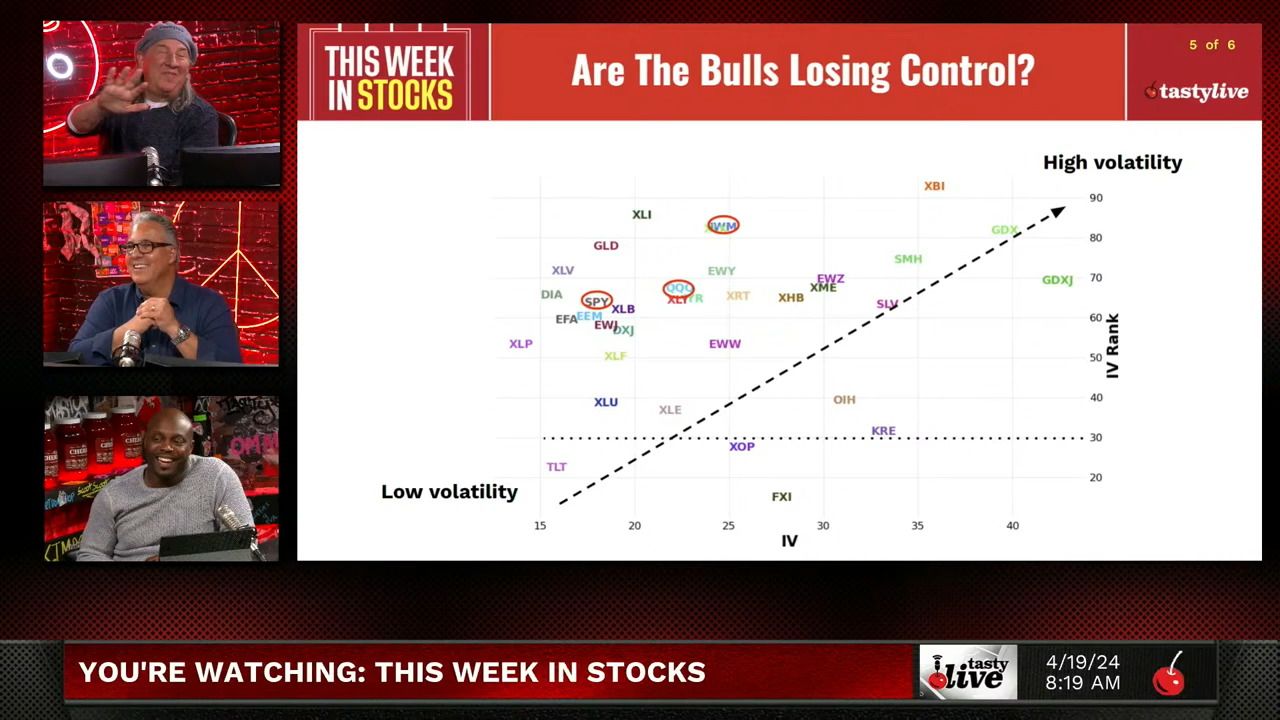 THIS WEEK
IN STOCKS
Are The Bulls Losing Control?
5 of 6
tastylive
High volatility
XBI
90
XLI
IWM
GDX
80
GLD
SMH
XLV
EWY
EWZ
GDXJ
70
XME
QQQ
DIA
SPY
XLY
XRT
XHB
SLV
XLB
EEM
EFA
60
EWJ
DXJ
XLP
EWW
XLF
50
IV Rank
XLU
XLE
OIH
40
KRE
30
XOP
TLT
20
Low volatility
FXI
15
20
25
30
35
40
IV
YOU'RE WATCHING: THIS WEEK IN STOCKS
tasty
live
4/19/24
8:19 AM